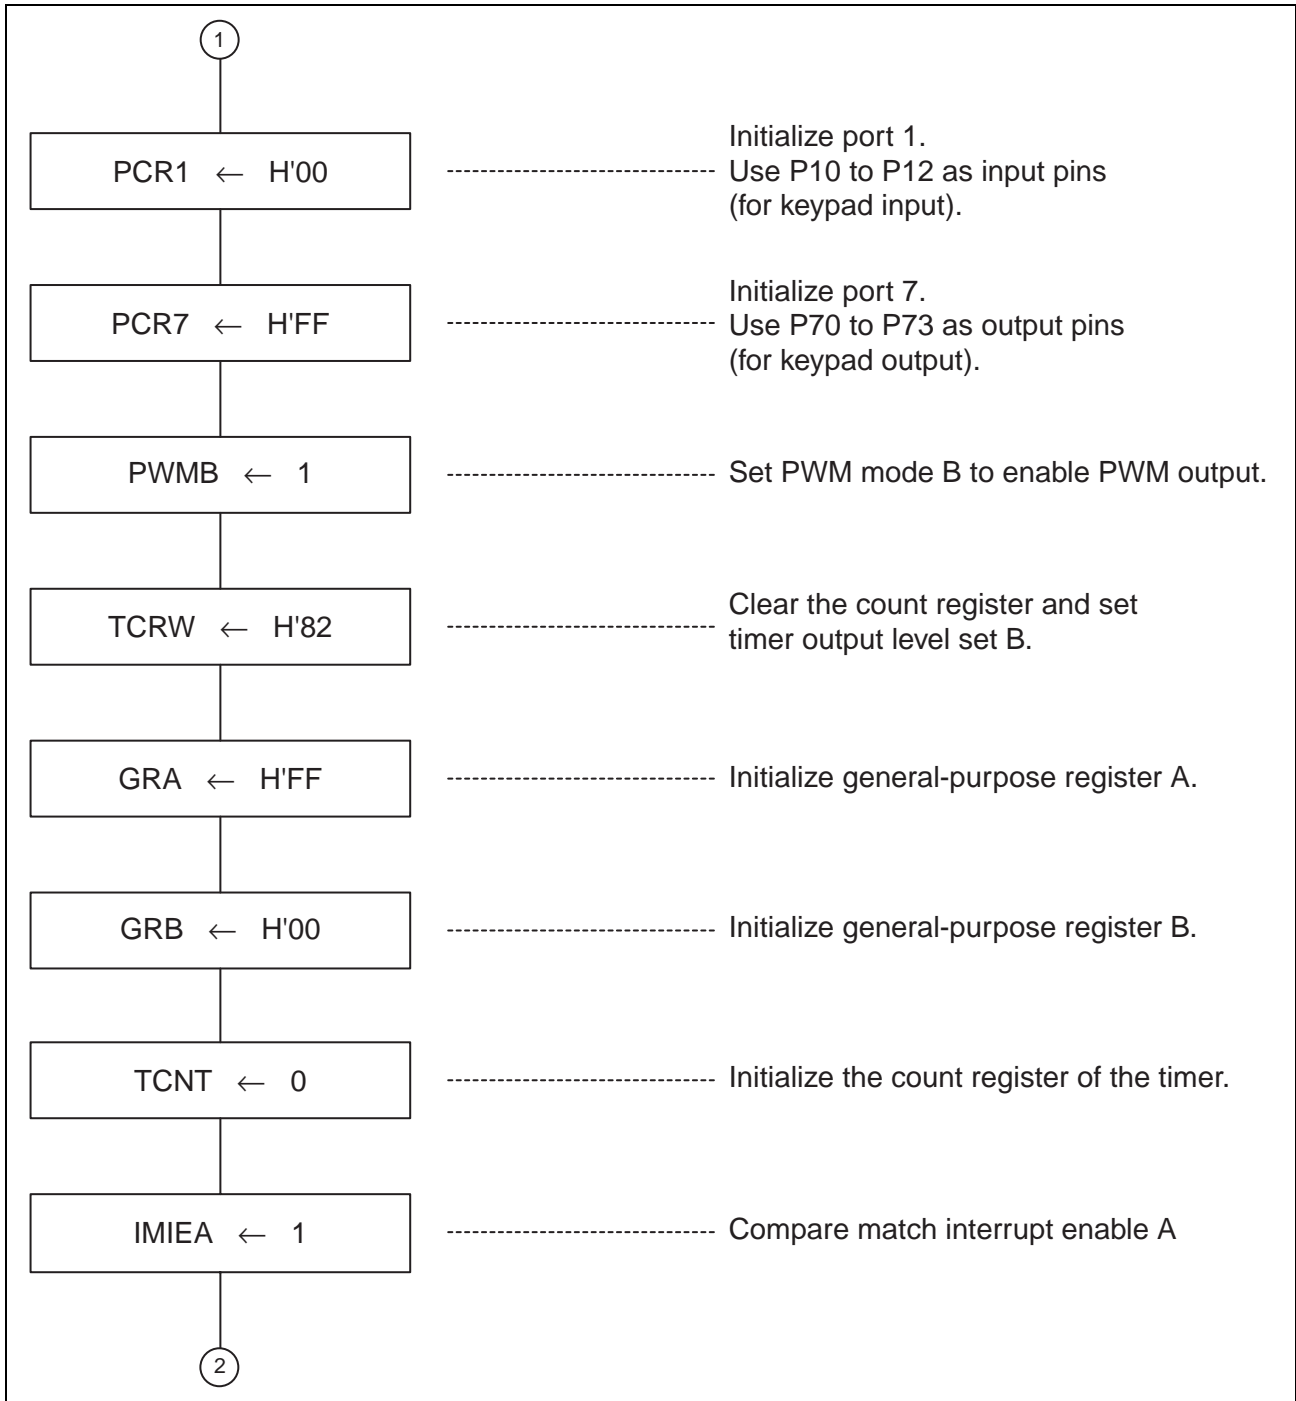 1
PCR1 ← H'00
Initialize port 1.
Use P10 to P12 as input pins
(for keypad input).
PCR7 ← H'FF
Initialize port 7.
Use P70 to P73 as output pins
(for keypad output).
PWMB ← 1
Set PWM mode B to enable PWM output.
TCRW ← H'82
Clear the count register and set
timer output level set B.
GRA ← H'FF
Initialize general-purpose register A.
GRB ← H'00
Initialize general-purpose register B.
TCNT ← 0
Initialize the count register of the timer.
IMIEA ← 1
Compare match interrupt enable A
2